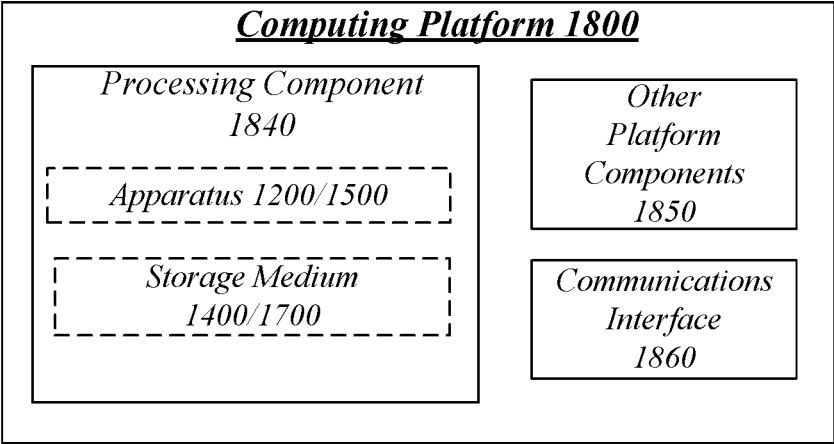 Computing Platform 1800
Processing Component
1840
Apparatus 1200/1500
Storage Medium
1400/1700
Other
Platform
Components
1850
Communications
Interface
1860